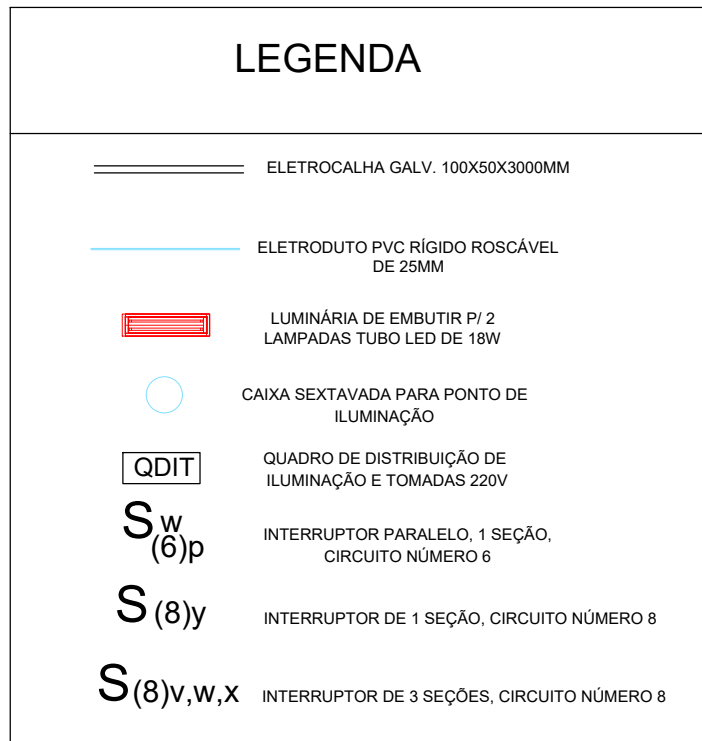 LEGENDA
ELETROCALHA GALV. 100X50X3000MM
ELETRODUTO PVC RÍGIDO ROSCÁVEL
DE 25MM
LUMINÁRIA DE EMBUTIR P/ 2
LAMPADAS TUBO LED DE 18W
CAIXA SEXTAVADA PARA PONTO DE
ILUMINAÇÃO
QDIT
QUADRO DE DISTRIBUIÇÃO DE
ILUMINAÇÃO E TOMADAS 220V
S w
(6)p
INTERRUPTOR PARALELO, 1 SEÇÃO,
CIRCUITO NÚMERO 6
S (8)y
INTERRUPTOR DE 1 SEÇÃO, CIRCUITO NÚMERO 8
S (8)v,w,x
INTERRUPTOR DE 3 SEÇÕES, CIRCUITO NÚMERO 8